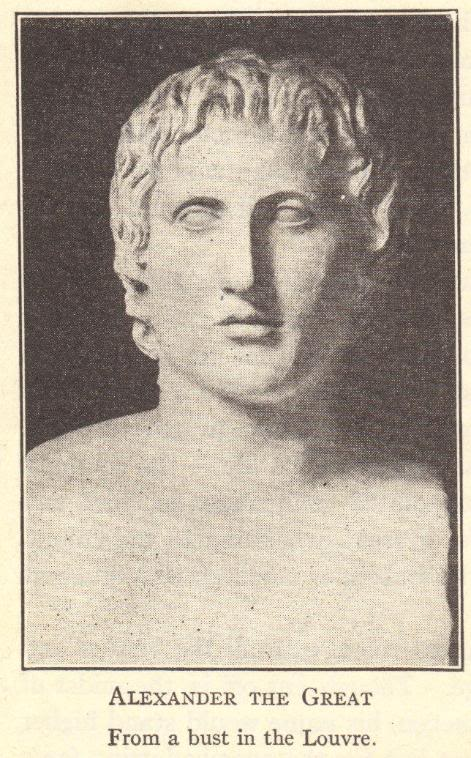 ALEXANDER THE GREAT
From a bust in the Louvre.